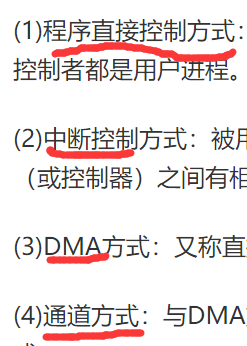 (1)程序直接控制方式：
控制者都是用户进程。
(2)中断控制方式：被用
（或控制器）之间有相
(3)DMA方式：又称直
(4)通道方式：与DMA